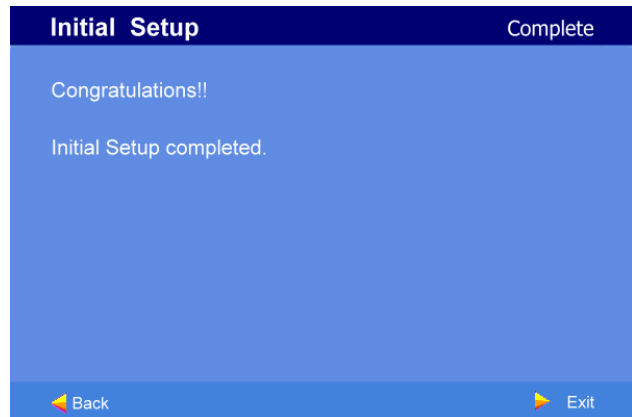 Initial Setup Complete
Congratulations!!
Initial Setup completed.
Back Exit